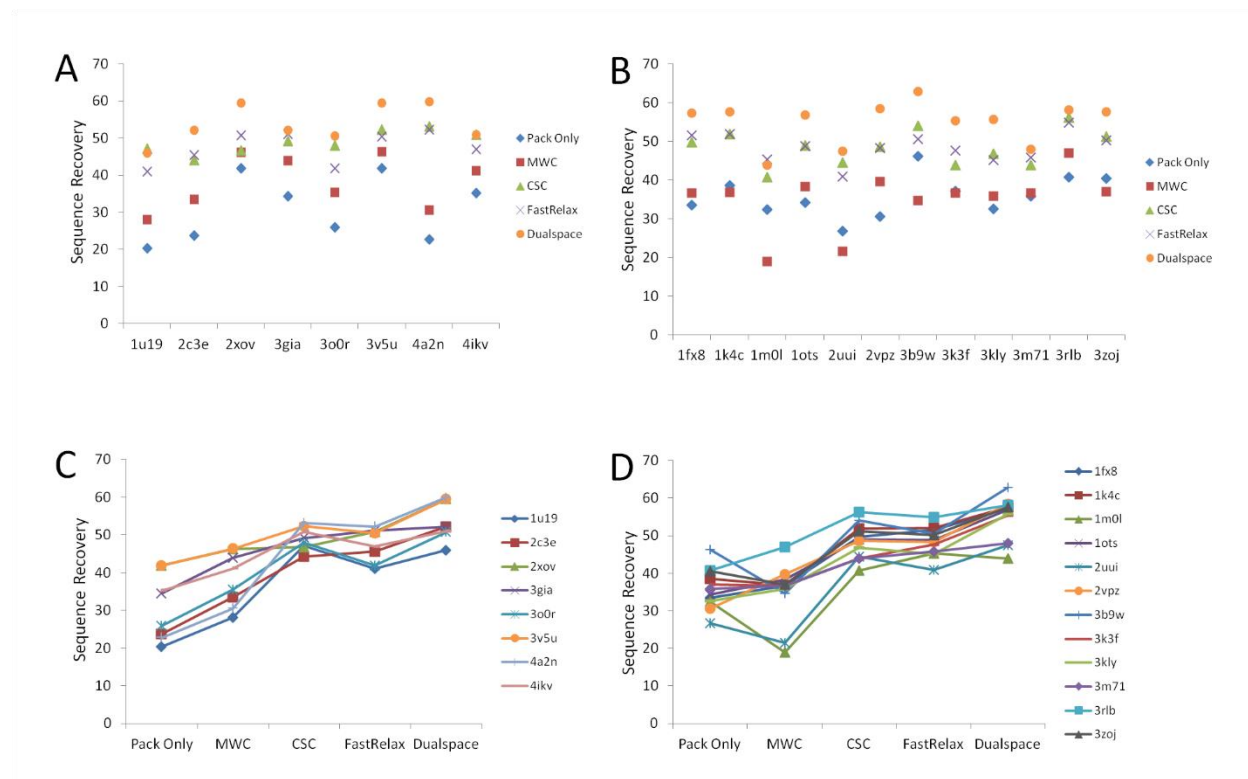 A
70
60
50
40
30
20
10
0
Sequence Recovery
1u19 2c3e 2xov 3gia 3o0r 3v5u 4a2n 4ikv
Pack Only
MWC
CSC
FastRelax
Dualspace
B
70
60
50
40
30
20
10
0
Sequence Recovery
1fx8 1k4c 1m0l 1ots 2uui 2vpz 3b9w 3k3f 3kly 3m71 3rlb 3zoj
Pack Only
MWC
CSC
FastRelax
Dualspace
C
70
60
50
40
30
20
10
0
Sequence Recovery
Pack Only MWC CSC FastRelax Dualspace
1u19
2c3e
2xov
3gia
3o0r
3v5u
4a2n
4ikv
D
70
60
50
40
30
20
10
0
Sequence Recovery
Pack Only MWC CSC FastRelax Dualspace
1fx8
1k4c
1m0l
1ots
2uui
2vpz
3b9w
3k3f
3kly
3m71
3rlb
3zoj